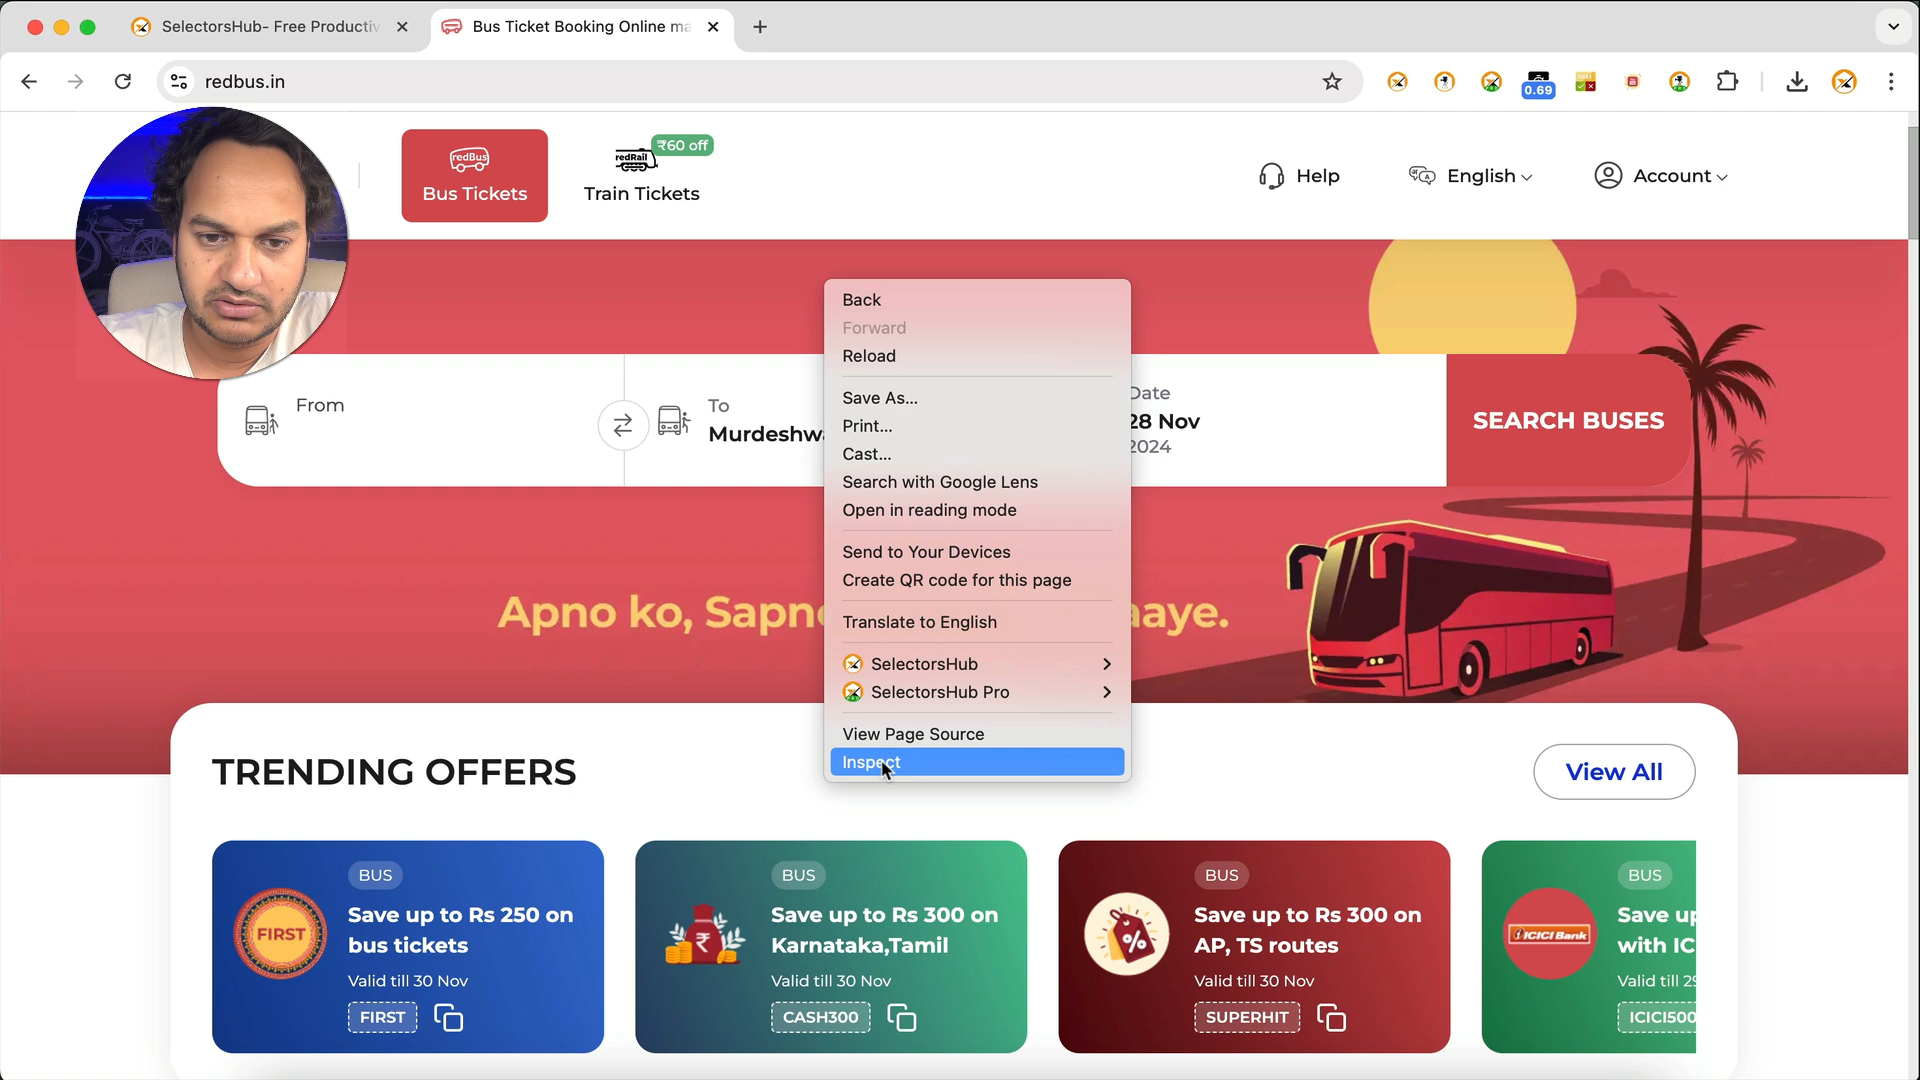 SelectorsHub- Free Productiv
Bus Ticket Booking Online ma
redbus.in
0.69
redBus
Bus Tickets
redRail
₹60 off
Train Tickets
Help
English
Account
From
To
Murdeshwa
Date
28 Nov
2024
SEARCH BUSES
Back
Forward
Reload
Save As...
Print...
Cast...
Search with Google Lens
Open in reading mode
Send to Your Devices
Create QR code for this page
Translate to English
SelectorsHub
SelectorsHub Pro
View Page Source
Inspect
Apno ko, Sapn
aaye.
TRENDING OFFERS
View All
BUS
FIRST
Save up to Rs 250 on
bus tickets
Valid till 30 Nov
FIRST
BUS
Save up to Rs 300 on
Karnataka,Tamil
Valid till 30 Nov
CASH300
BUS
Save up to Rs 300 on
AP, TS routes
Valid till 30 Nov
SUPERHIT
BUS
ICICI Bank
Save up
with IC
Valid till 29
ICICI500